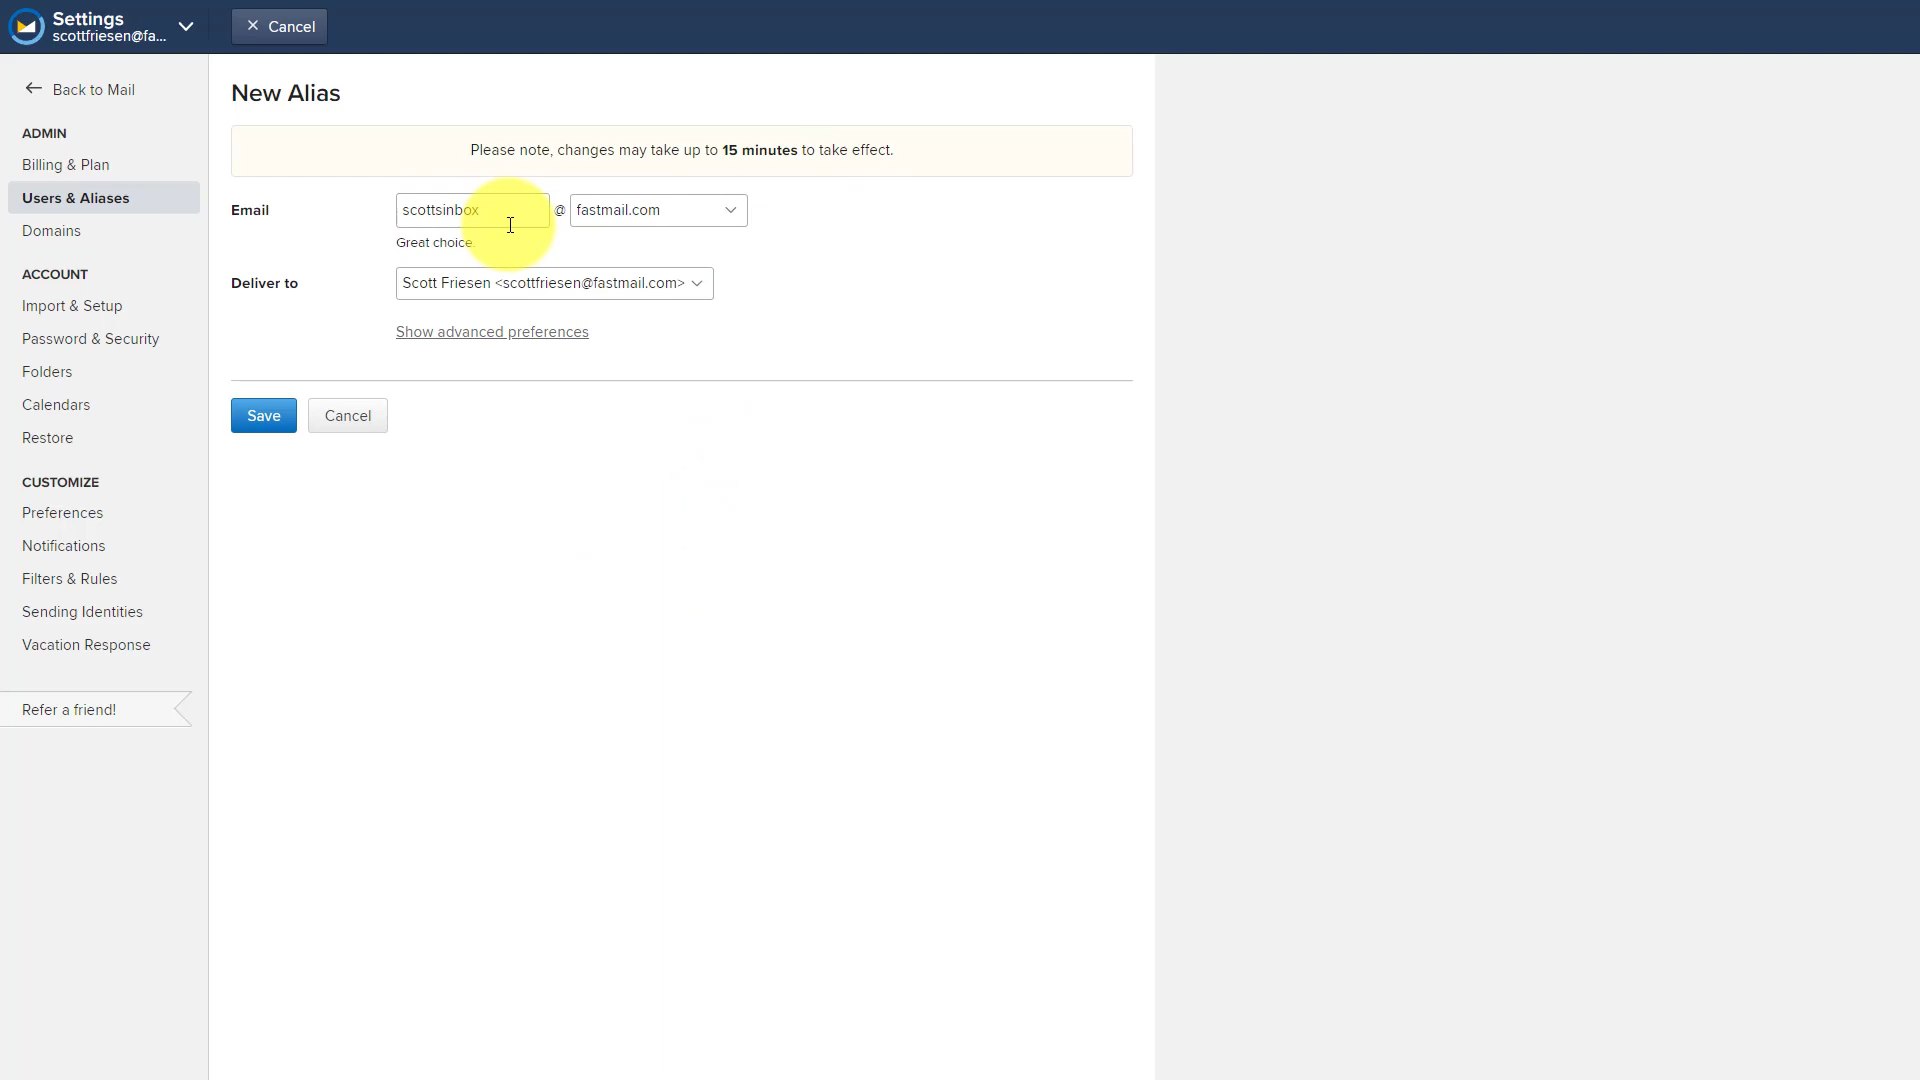 Settings
scottfriesen@fa...
Cancel
Back to Mail
ADMIN
Billing & Plan
Users & Aliases
Domains
ACCOUNT
Import & Setup
Password & Security
Folders
Calendars
Restore
CUSTOMIZE
Preferences
Notifications
Filters & Rules
Sending Identities
Vacation Response
Refer a friend!
New Alias
Please note, changes may take up to 15 minutes to take effect.
Email scottsinbox @ fastmail.com
Great choice.
Deliver to Scott Friesen <scottfriesen@fastmail.com>
Show advanced preferences
Save Cancel